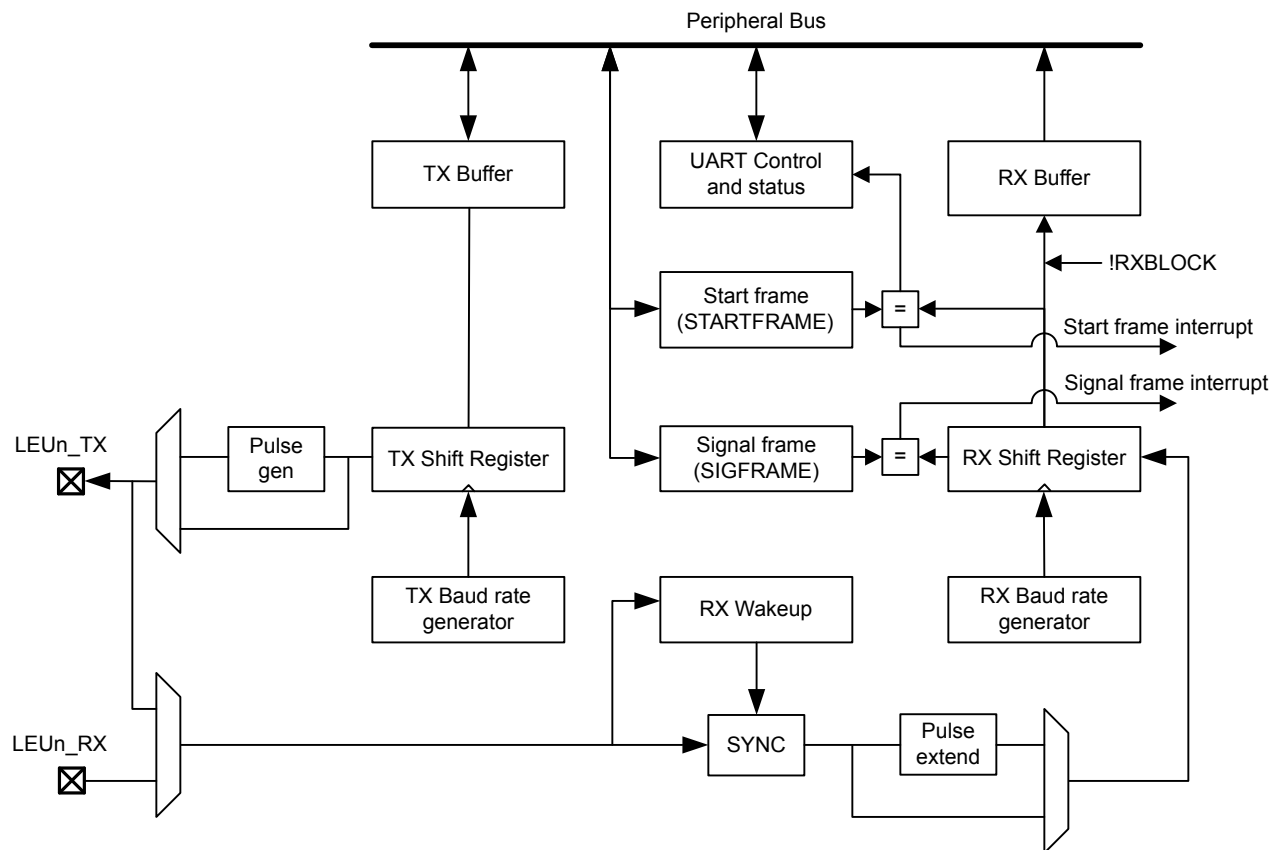 Peripheral Bus
TX Buffer
UART Control
and status
RX Buffer
!RXBLOCK
Start frame
(STARTFRAME)
=
Start frame interrupt
Signal frame interrupt
LEUn_TX
Pulse
gen
TX Shift Register
Signal frame
(SIGFRAME)
=
RX Shift Register
TX Baud rate
generator
RX Wakeup
RX Baud rate
generator
LEUn_RX
SYNC
Pulse
extend